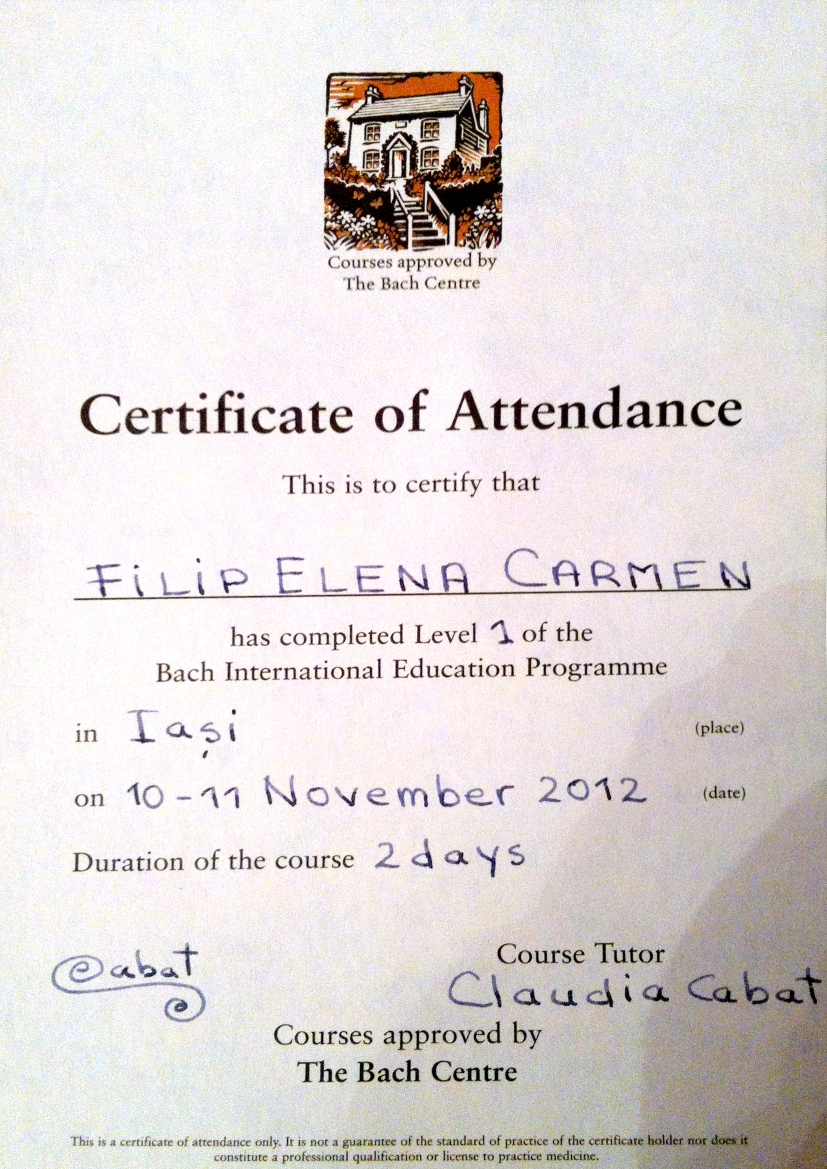 Courses approved by
The Bach Centre
Certificate of Attendance
This is to certify that
FILIP ELENA CARMEN
has completed Level 1 of the
Bach International Education Programme
in Iași (place)
on 10-11 November 2012 (date)
Duration of the course 2 days
Course Tutor
Cabat Claudia Cabat
Courses approved by
The Bach Centre
This is a certificate of attendance only. It is not a guarantee of the standard of practice of the certificate holder nor does it
constitute a professional qualification or license to practice medicine.